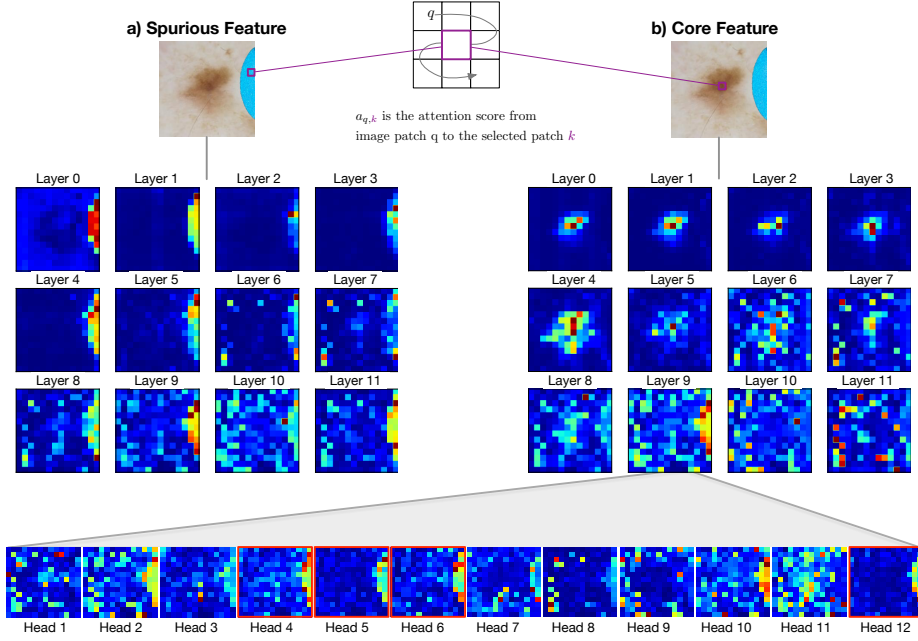 a) Spurious Feature
q
b) Core Feature
a_{q,k} is the attention score from
image patch q to the selected patch k
Layer 0 Layer 1 Layer 2 Layer 3
Layer 4 Layer 5 Layer 6 Layer 7
Layer 8 Layer 9 Layer 10 Layer 11
Layer 0 Layer 1 Layer 2 Layer 3
Layer 4 Layer 5 Layer 6 Layer 7
Layer 8 Layer 9 Layer 10 Layer 11
Head 1 Head 2 Head 3 Head 4 Head 5 Head 6 Head 7 Head 8 Head 9 Head 10 Head 11 Head 12